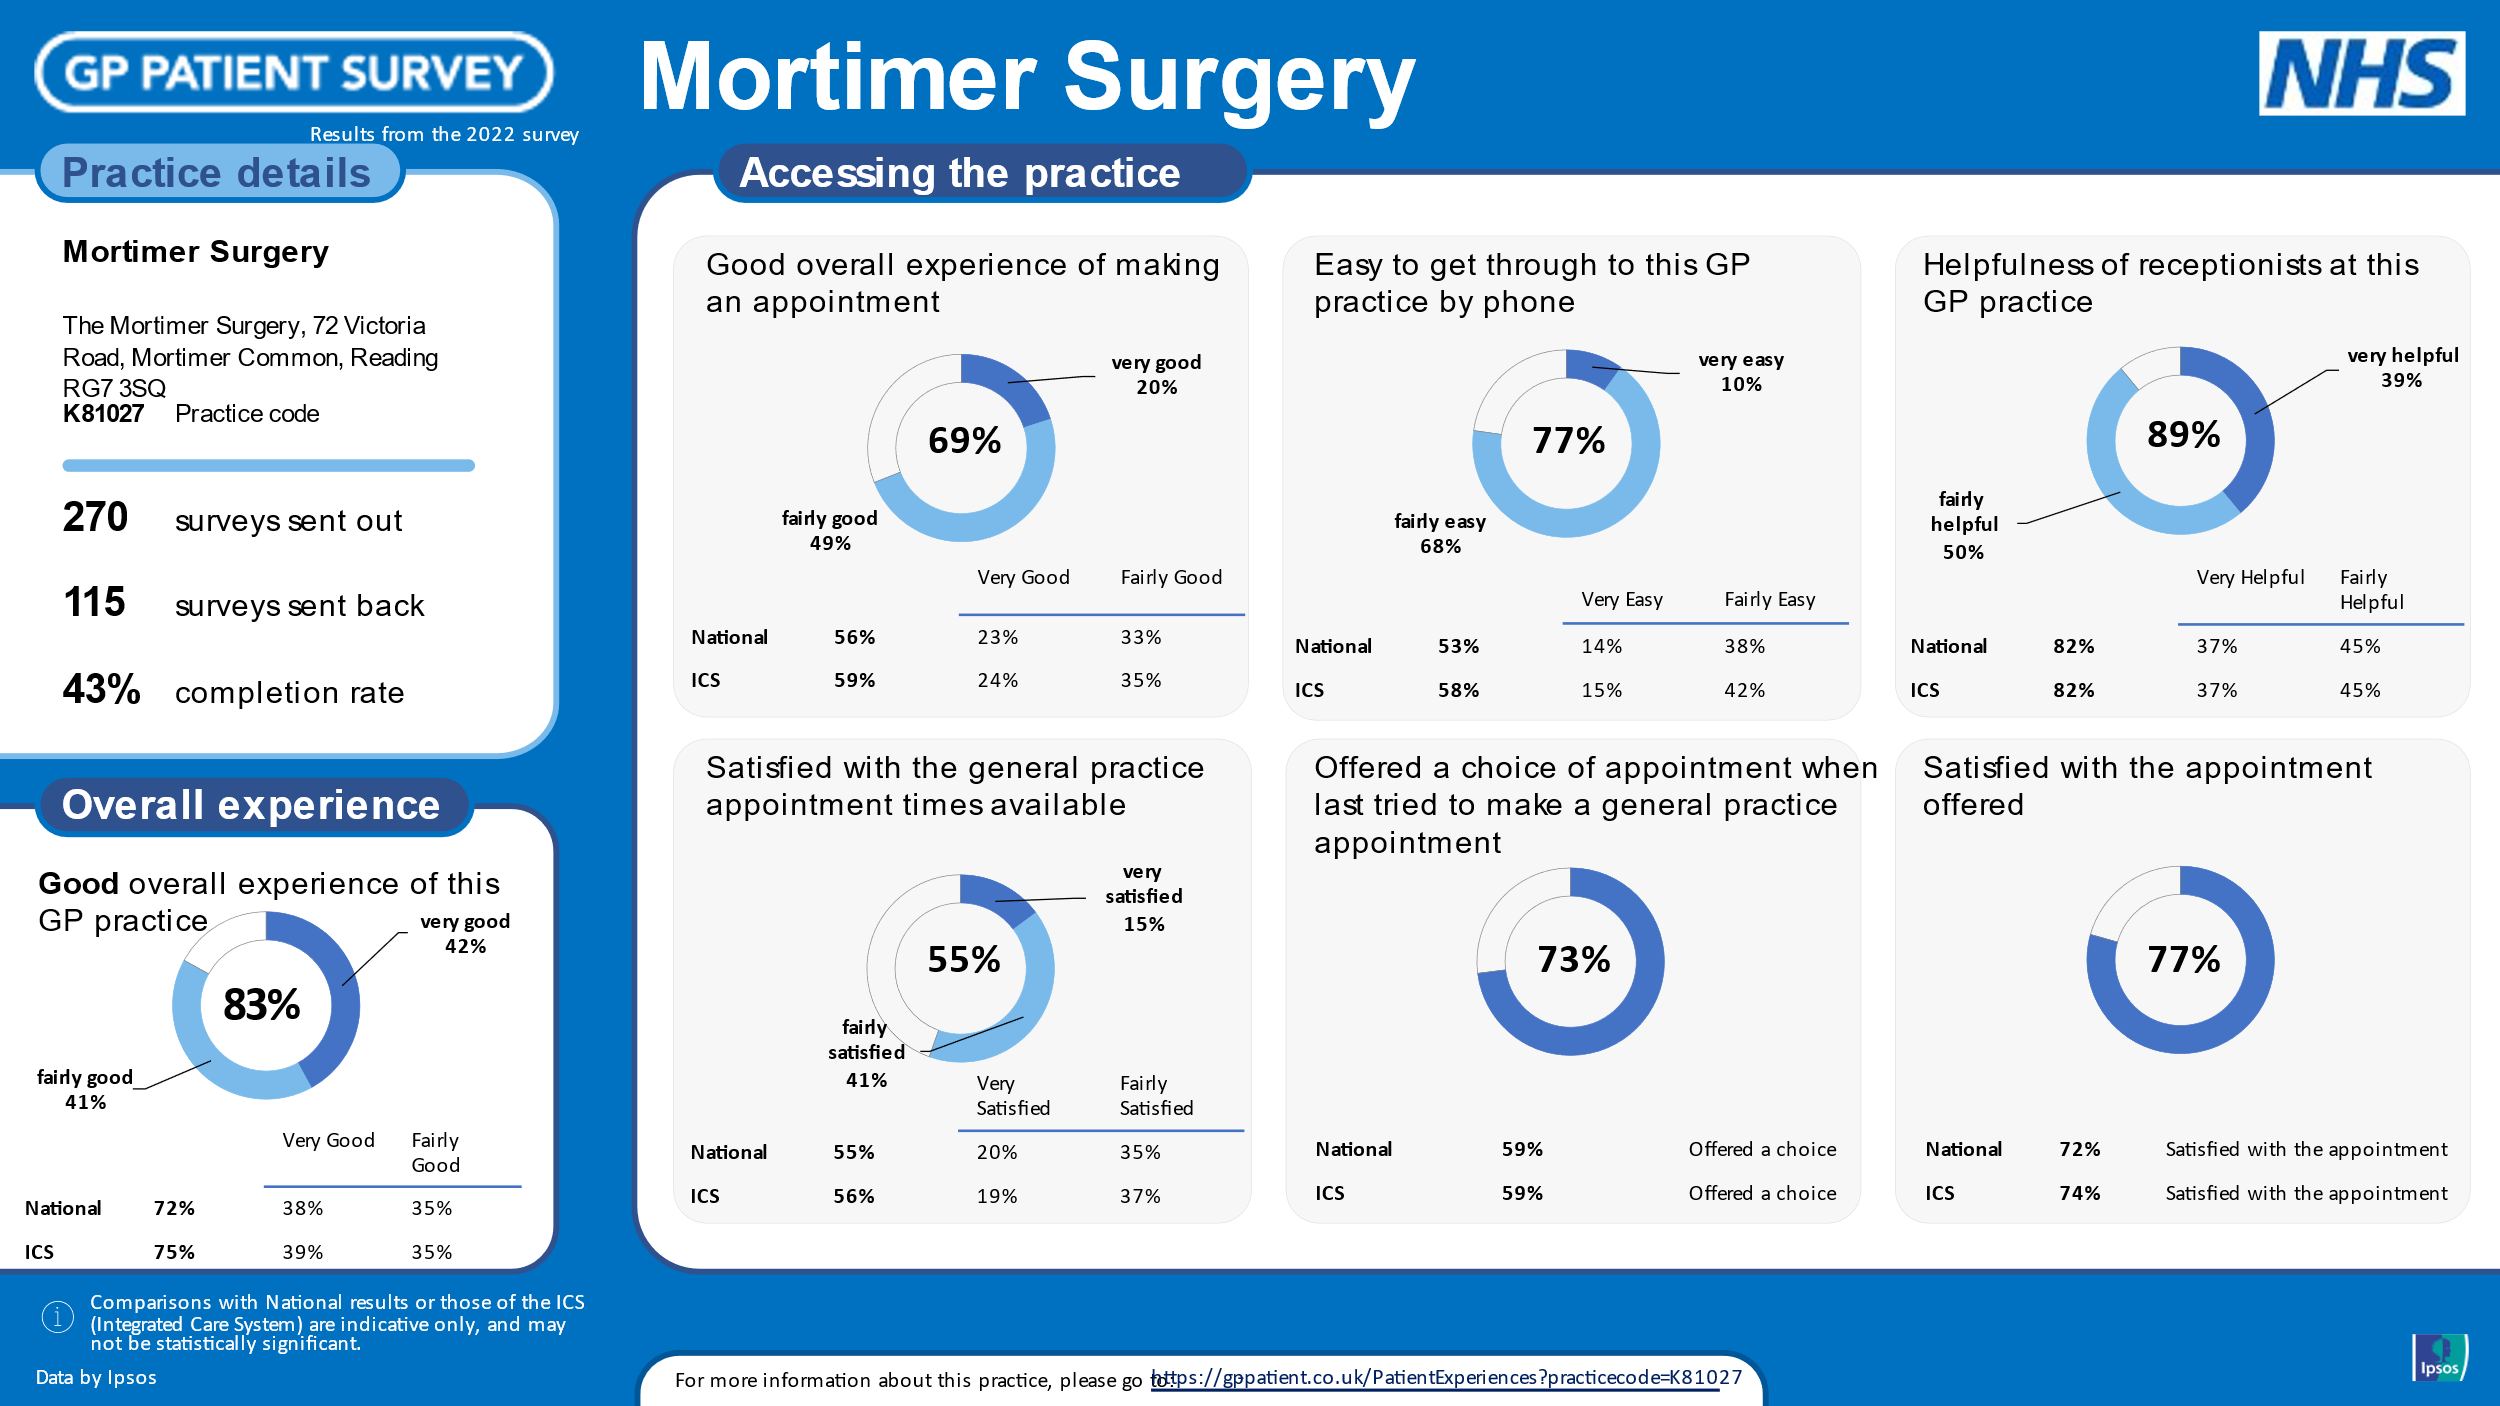 GP PATIENT SURVEY
Results from the 2022 survey
Mortimer Surgery
NHS
Practice details
Mortimer Surgery
The Mortimer Surgery, 72 Victoria
Road, Mortimer Common, Reading
RG7 3SQ
K81027 Practice code
270 surveys sent out
115 surveys sent back
43% completion rate
Overall experience
Good overall experience of this
GP practice
very good
42%
83%
fairly good
41%
Very Good Fairly
Good
National 72% 38% 35%
ICS 75% 39% 35%
Accessing the practice
Good overall experience of making
an appointment
very good
20%
69%
fairly good
49%
Very Good Fairly Good
National 56% 23% 33%
ICS 59% 24% 35%
Easy to get through to this GP
practice by phone
very easy
10%
77%
fairly easy
68%
Very Easy Fairly Easy
National 53% 14% 38%
ICS 58% 15% 42%
Helpfulness of receptionists at this
GP practice
very helpful
39%
89%
fairly
helpful
50%
Very Helpful Fairly
Helpful
National 82% 37% 45%
ICS 82% 37% 45%
Satisfied with the general practice
appointment times available
very
satisfied
15%
55%
fairly
satisfied
41%
Very Fairly
Satisfied Satisfied
National 55% 20% 35%
ICS 56% 19% 37%
Offered a choice of appointment when
last tried to make a general practice
appointment
73%
National 59% Offered a choice
ICS 59% Offered a choice
Satisfied with the appointment
offered
77%
National 72% Satisfied with the appointment
ICS 74% Satisfied with the appointment
Comparisons with National results or those of the ICS
(Integrated Care System) are indicative only, and may
not be statistically significant.
Data by Ipsos
For more information about this practice, please go to: https://gp-patient.co.uk/PatientExperiences?practicecode=K81027
Ipsos